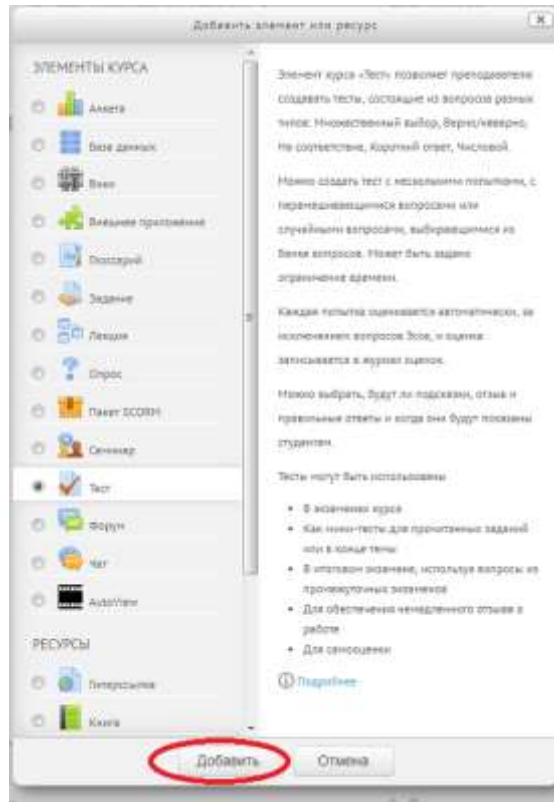 Добавить элемент или ресурс
ЭЛЕМЕНТЫ КУРСА
Анкета
База данных
Вики
Внешнее приложение
Глоссарий
Задание
Лекция
Опрос
Пакет SCORM
Семинар
Тест
Форум
Чат
AutoView
РЕСУРСЫ
Гиперссылка
Книга
Элемент курса «Тест» позволяет преподавателю
создавать тесты, состоящие из вопросов разных
типов: Множественный выбор, Верно/неверно,
На соответствие, Короткий ответ, Числовой.
Можно создать тест с несколькими попытками, с
перемешивающимися вопросами или
случайными вопросами, выбирающимися из
банка вопросов. Может быть задано
ограничение времени.
Каждая попытка оценивается автоматически, за
исключением вопросов Эссе, и оценка
записывается в журнал оценок.
Можно выбрать, будут ли подсказки, отзыв и
правильные ответы и когда они будут показаны
студентам.
Тесты могут быть использованы
• В экзаменах курса
• Как мини-тесты для прочитанных заданий
или в конце темы
• В итоговом экзамене, используя вопросы из
промежуточных экзаменов
• Для обеспечения немедленного отзыва о
работе
• Для самооценки
Подробнее
Добавить
Отмена